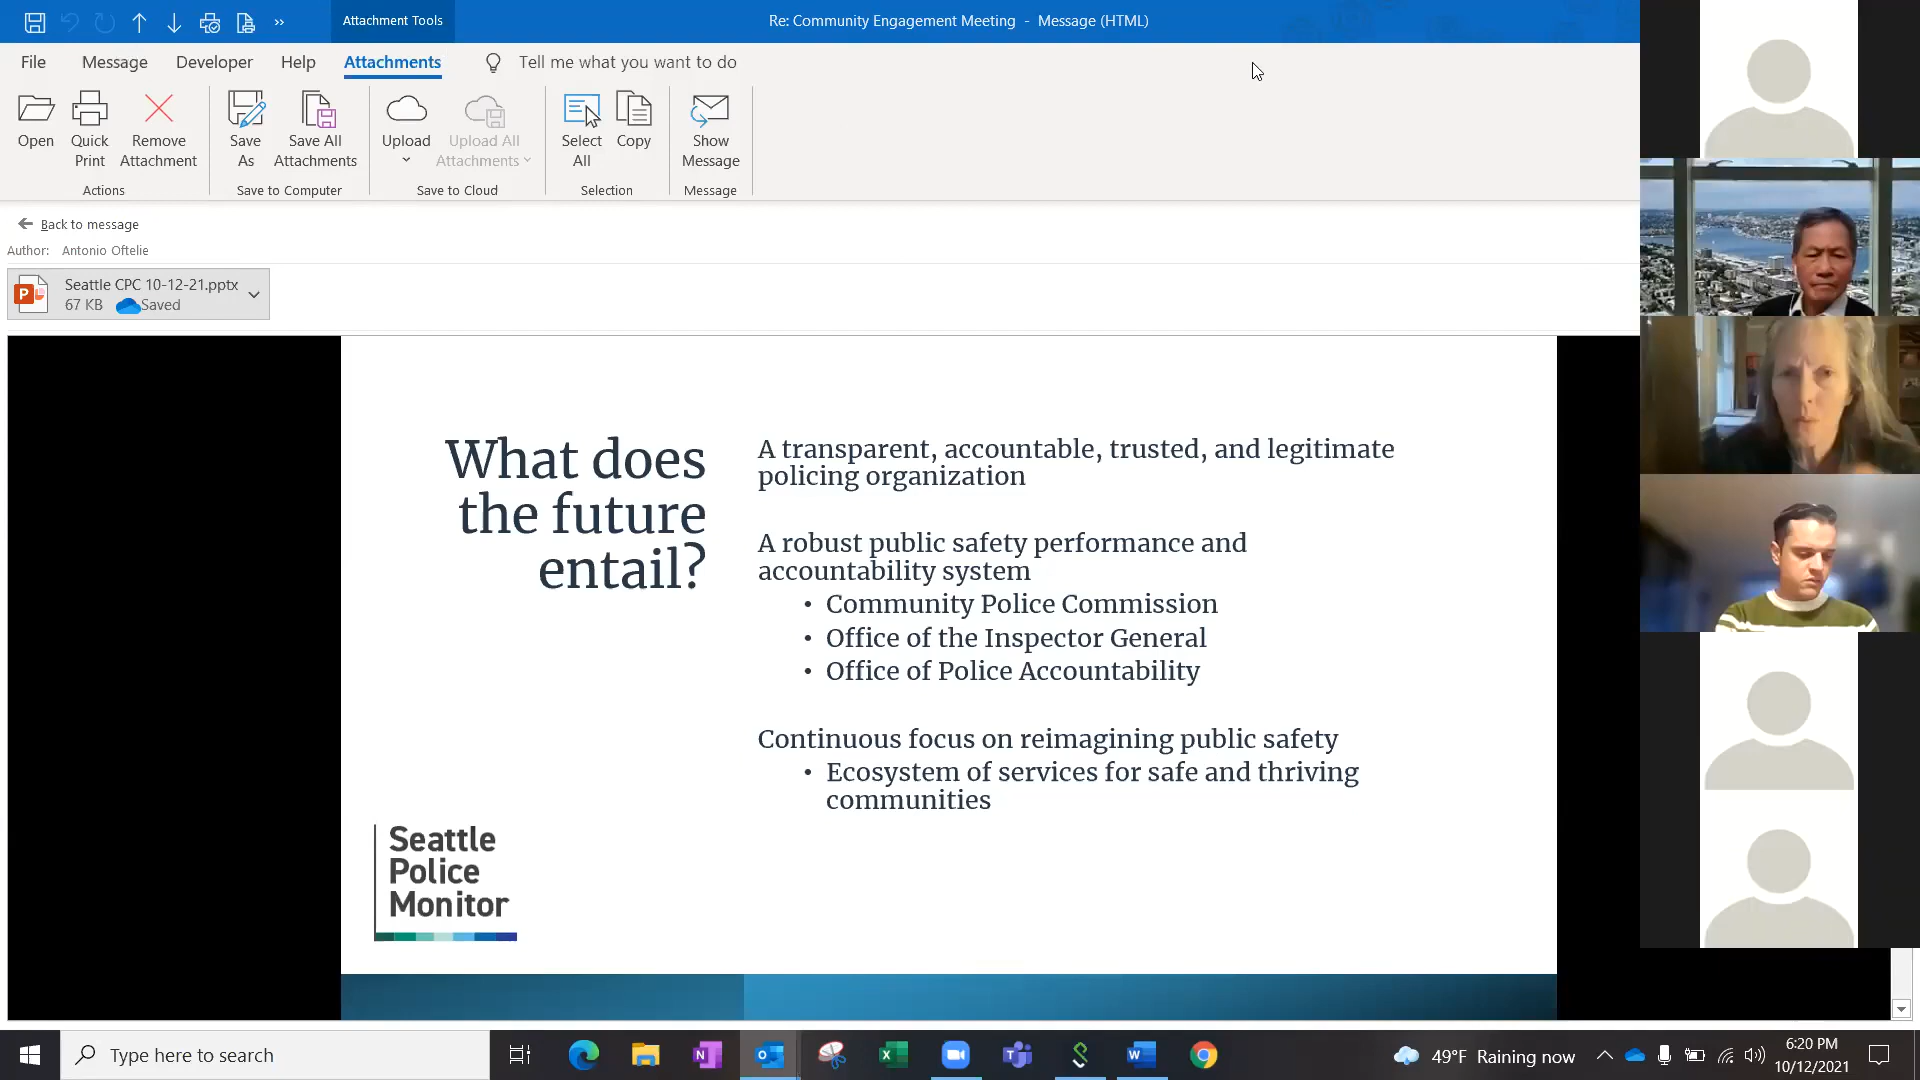 Attachment Tools
Re: Community Engagement Meeting - Message (HTML)
File Message Developer Help Attachments Tell me what you want to do
Open
Quick
Print
Remove
Attachment
Actions
Save
As
Save All
Attachments
Save to Computer
Upload
Upload All
Attachments
Save to Cloud
Select
All
Copy
Selection
Show
Message
Message
Back to message
Author: Antonio Oftelie
Seattle CPC 10-12-21.pptx
67 KB Saved
What does
the future
entail?
A transparent, accountable, trusted, and legitimate
policing organization
A robust public safety performance and
accountability system
• Community Police Commission
• Office of the Inspector General
• Office of Police Accountability
Continuous focus on reimagining public safety
• Ecosystem of services for safe and thriving
communities
Seattle
Police
Monitor
Type here to search
49°F Raining now
6:20 PM
10/12/2021